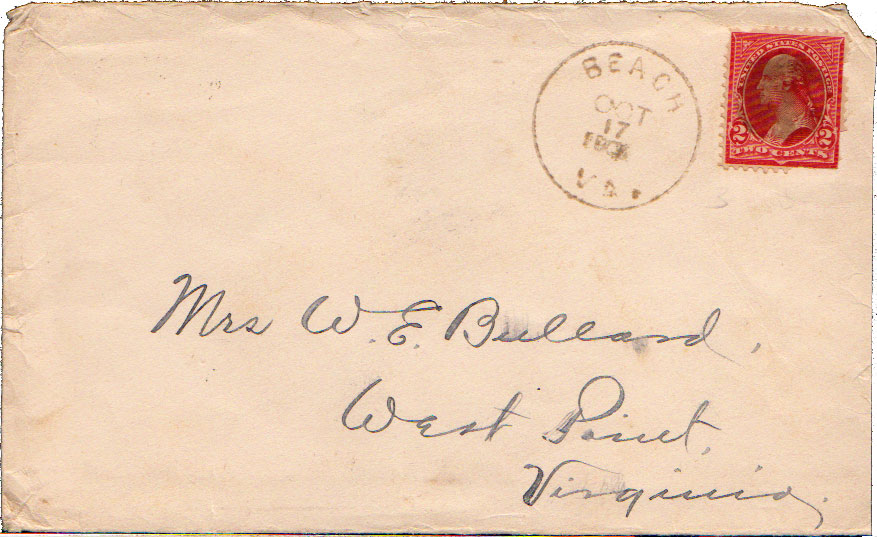 BEACH
OCT
17
VA.
UNITED STATES POSTAGE
2 2
TWO CENTS
Mrs W. E. Bullard,
West Point,
Virginia.